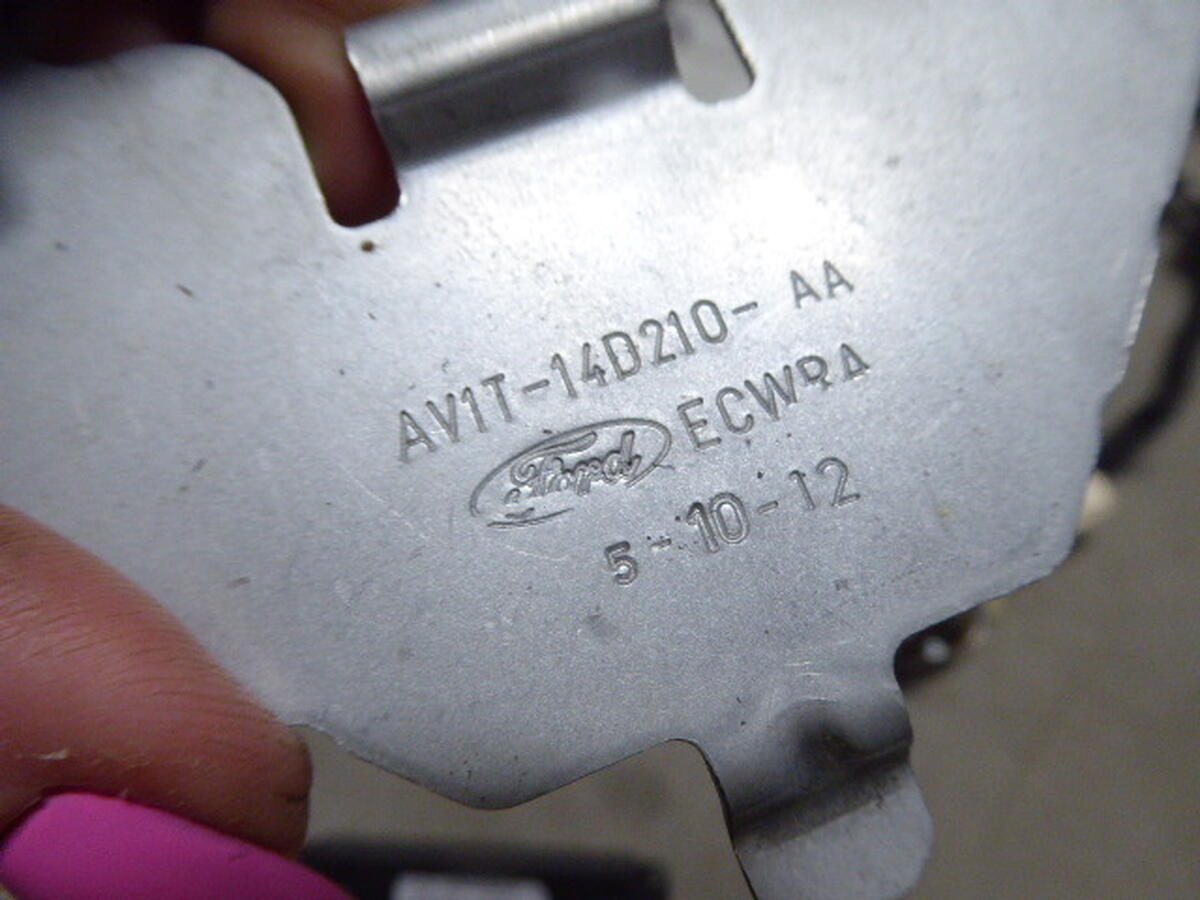 AV1T-14D210- AA
Ford ECWRA
5-10-12